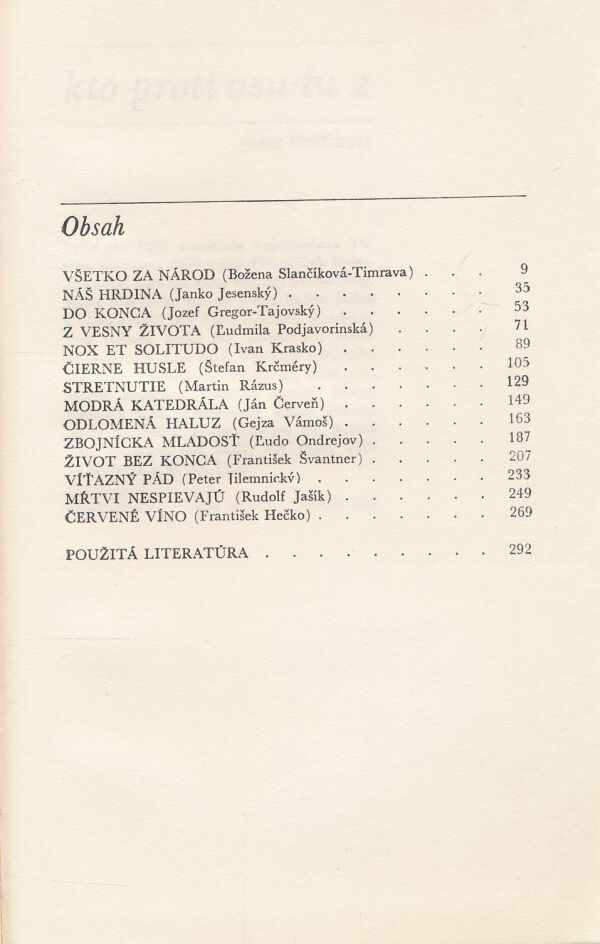 Obsah
VŠETKO ZA NÁROD (Božena Slančíková-Timrava) . . . 9
NÁŠ HRDINA (Janko Jesenský) . . . . . . . 35
DO KONCA (Jozef Gregor-Tajovský) . . . . . . 53
Z VESNY ŽIVOTA (Ľudmila Podjavorinská) . . . . 71
NOX ET SOLITUDO (Ivan Krasko) . . . . . . 89
ČIERNE HUSLE (Štefan Krčméry) . . . . . . 105
STRETNUTIE (Martin Rázus) . . . . . . . 129
MODRÁ KATEDRÁLA (Ján Červeň) . . . . . . 149
ODLOMENÁ HALUZ (Gejza Vámoš) . . . . . . 163
ZBOJNÍCKA MLADOSŤ (Ľudo Ondrejov) . . . . . 187
ŽIVOT BEZ KONCA (František Švantner) . . . . . 207
VÍŤAZNÝ PÁD (Peter Jilemnický) . . . . . . . 233
MŔTVI NESPIEVAJÚ (Rudolf Jašík) . . . . . . 249
ČERVENÉ VÍNO (František Hečko) . . . . . . . 269
POUŽITÁ LITERATÚRA . . . . . . . . . 292